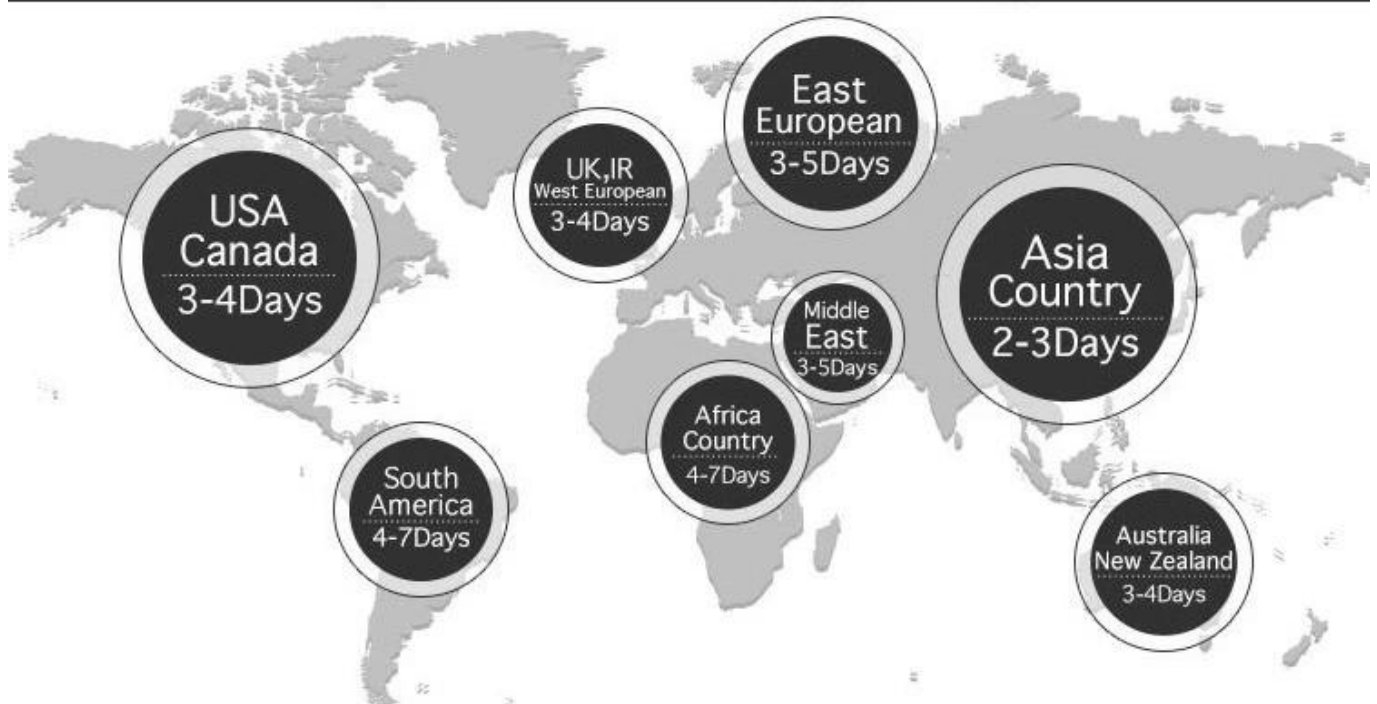 East
European
3-5Days
UK,IR
West European
3-4Days
USA
Canada
3-4Days
Asia
Country
2-3Days
Middle
East
3-5Days
Africa
Country
4-7Days
South
America
4-7Days
Australia
New Zealand
3-4Days